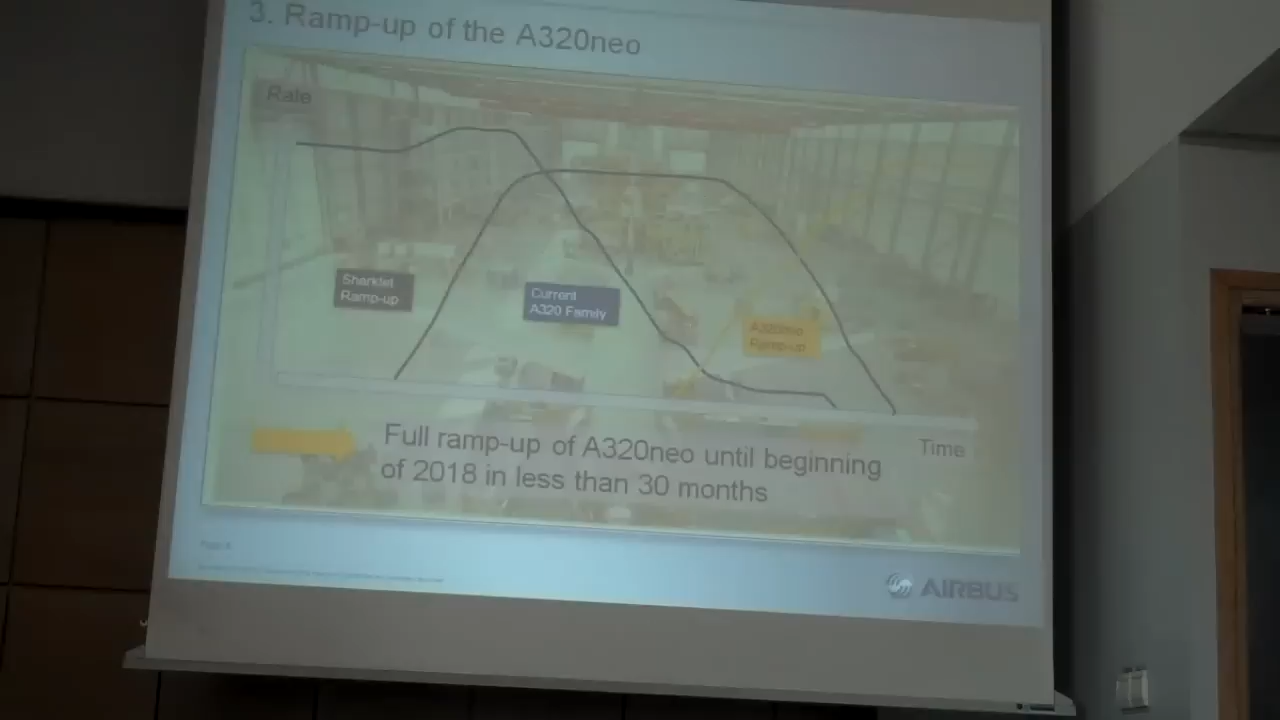 3. Ramp-up of the A320neo
Rate
Sharklet
Ramp-up
Current
A320 Family
A320neo
Ramp-up
Time
Full ramp-up of A320neo until beginning
of 2018 in less than 30 months
AIRBUS